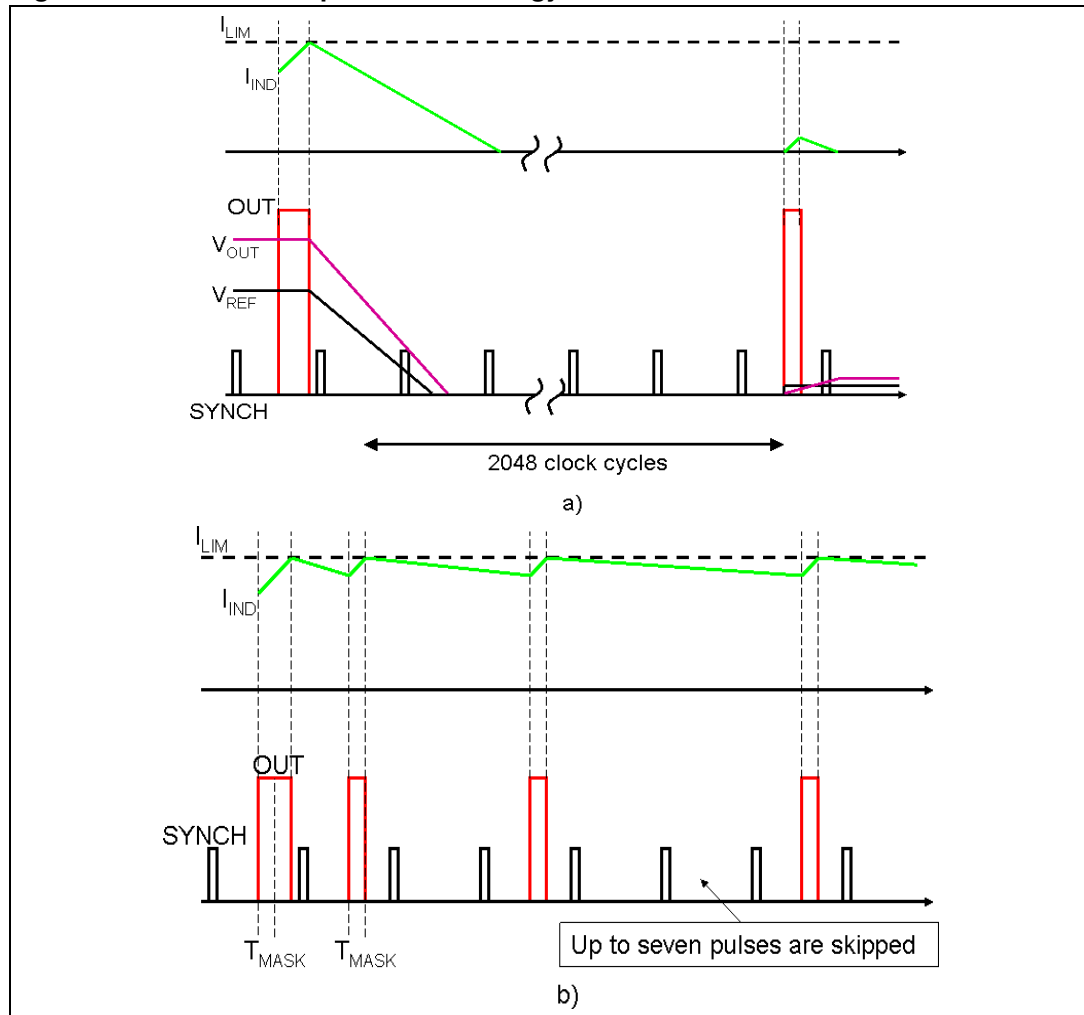 I_LIM
I_IND
OUT
V_OUT
V_REF
SYNCH
2048 clock cycles
a)
I_LIM
I_IND
OUT
SYNCH
T_MASK T_MASK
Up to seven pulses are skipped
b)